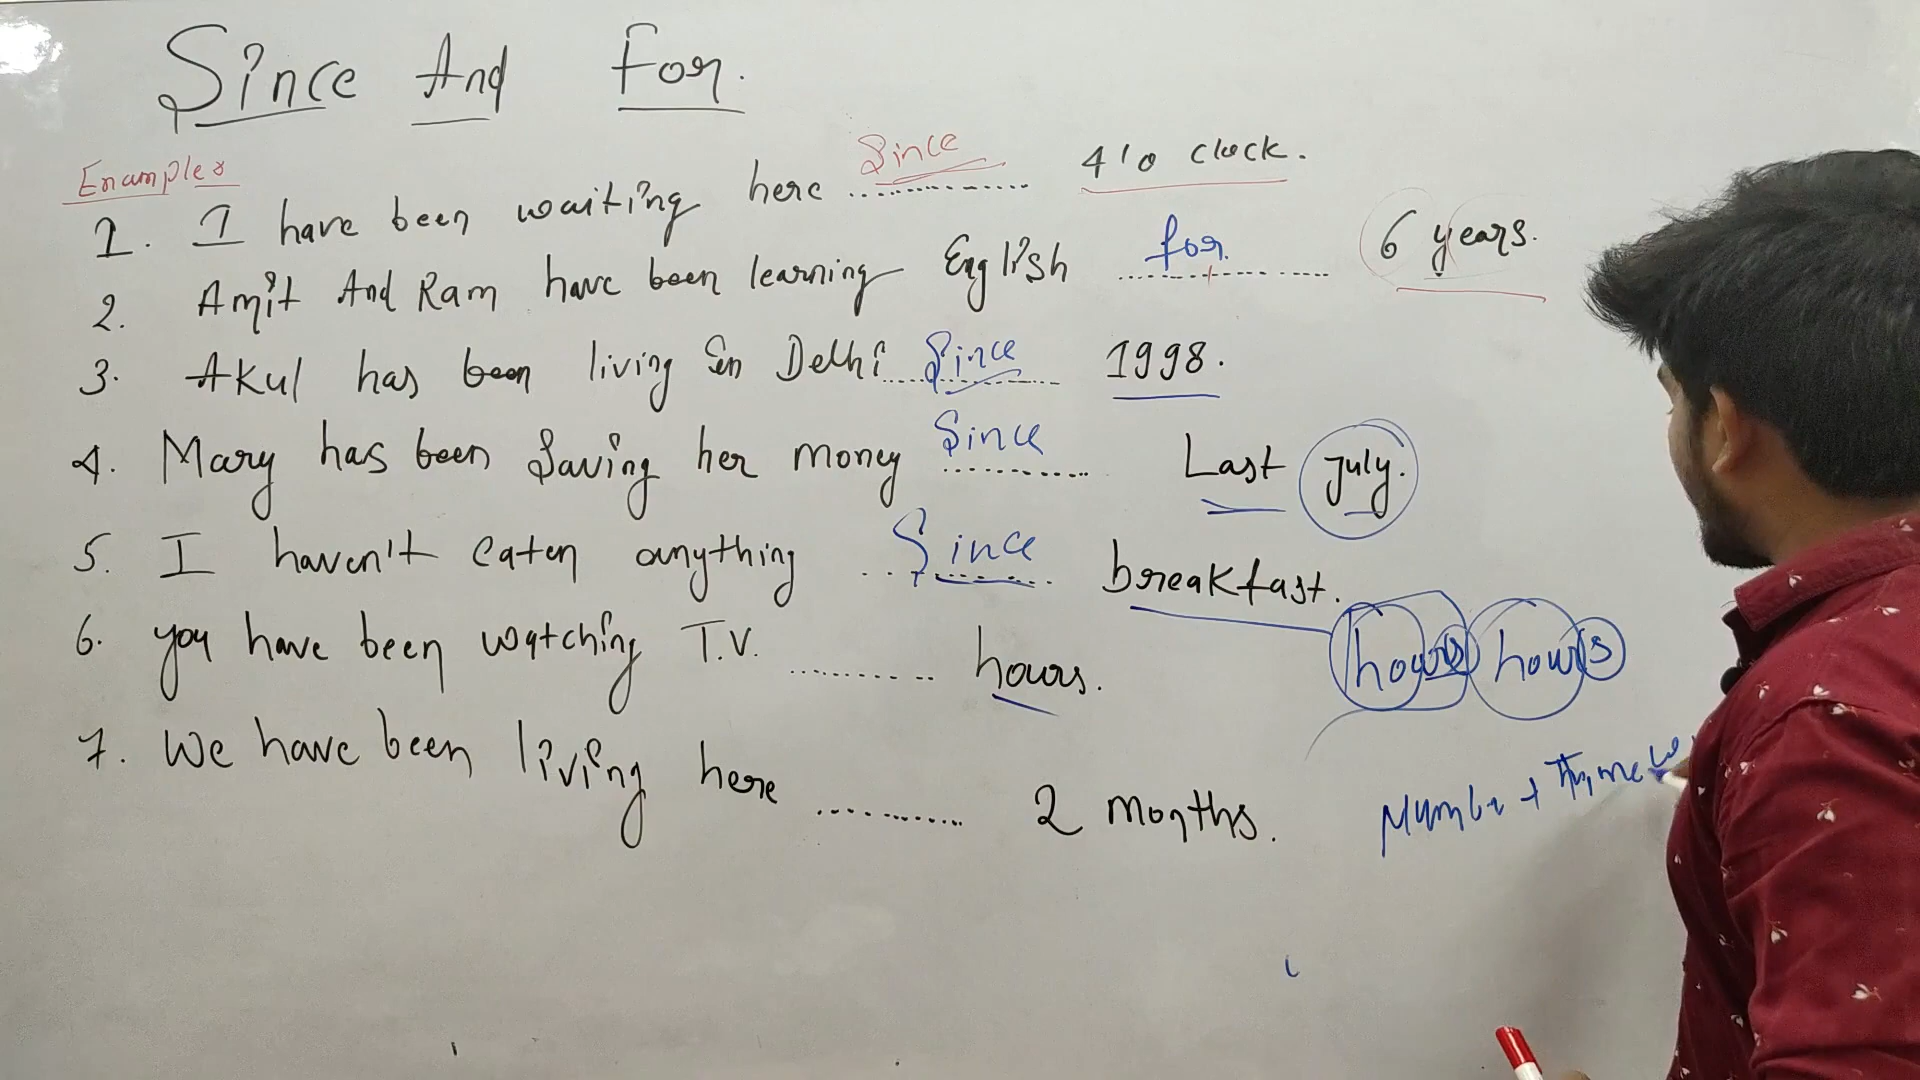 Since And For.
Examples
1. I have been waiting here ....Since.... 4'o clock.
2. Amit And Ram have been learning English ....for.... 6 years.
3. Akul has been living in Delhi ....Since.... 1998.
4. Mary has been Saving her money ....Since.... Last July.
5. I haven't eaten anything ....Since.... breakfast.
6. you have been watching T.V. .......... hours.
hours hour(s)
7. We have been living here .......... 2 months.
Number + Time